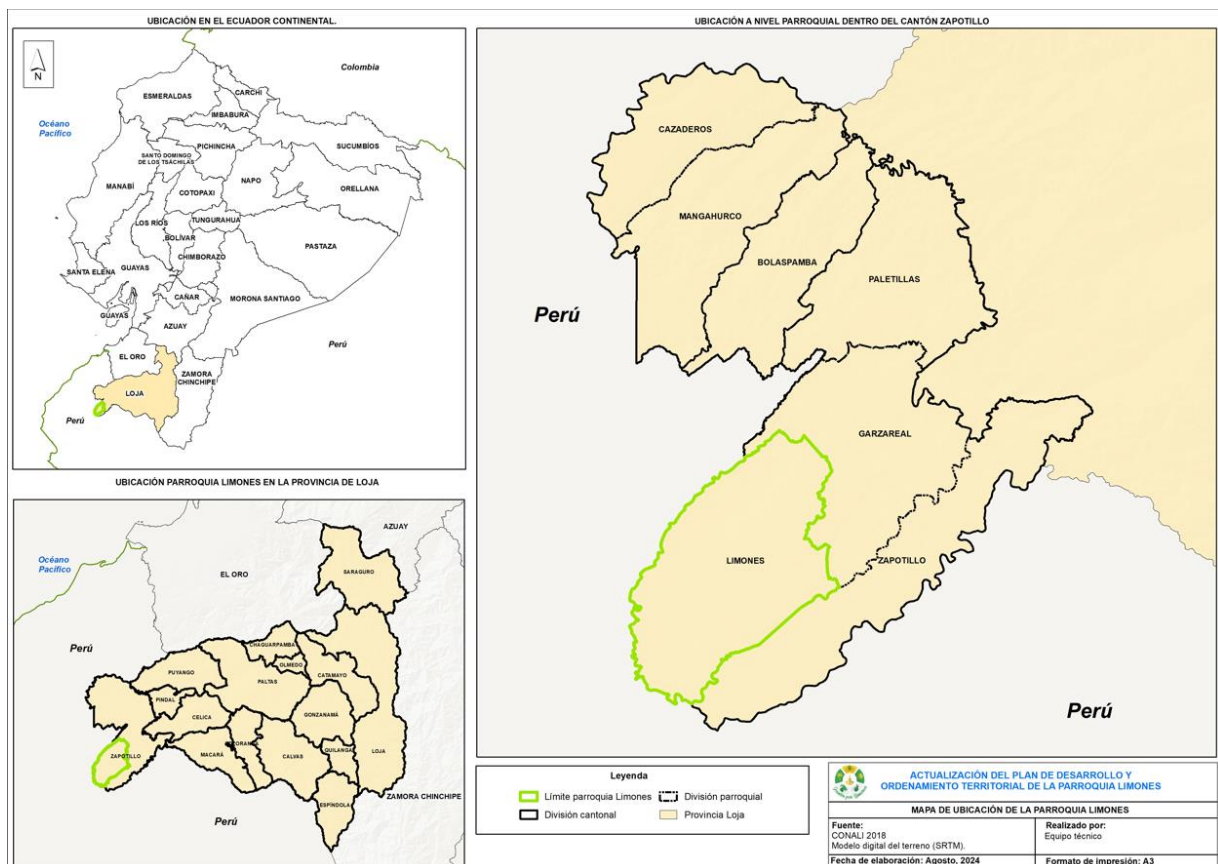 UBICACIÓN EN EL ECUADOR CONTINENTAL.
N
Colombia
Océano
Pacífico
ESMERALDAS
CARCHI
IMBABURA
SUCUMBÍOS
PICHINCHA
SANTO DOMINGO
DE LOS TSÁCHILAS
NAPO
ORELLANA
MANABÍ
COTOPAXI
LOS RÍOS
TUNGURAHUA
BOLÍVAR
PASTAZA
CHIMBORAZO
SANTA ELENA
GUAYAS
CAÑAR
MORONA SANTIAGO
GUAYAS
AZUAY
Perú
EL ORO
ZAMORA
CHINCHIPE
LOJA
Perú
UBICACIÓN PARROQUIA LIMONES EN LA PROVINCIA DE LOJA
AZUAY
Océano
Pacífico
EL ORO
SARAGURO
Perú
CHAGUARPAMBA
OLMEDO
PUYANGO
PALTAS
CATAMAYO
PINDAL
CELICA
GONZANAMÁ
ZAPOTILLO
MACARÁ
CALVAS
QUILANGA
LOJA
ESPÍNDOLA
ZAMORA CHINCHIPE
Perú
UBICACIÓN A NIVEL PARROQUIAL DENTRO DEL CANTÓN ZAPOTILLO
CAZADEROS
MANGAHURCO
BOLASPAMBA
PALETILLAS
Perú
GARZAREAL
LIMONES
ZAPOTILLO
Perú
Leyenda
Límite parroquia Limones
División parroquial
División cantonal
Provincia Loja
ACTUALIZACIÓN DEL PLAN DE DESARROLLO Y
ORDENAMIENTO TERRITORIAL DE LA PARROQUIA LIMONES
MAPA DE UBICACIÓN DE LA PARROQUIA LIMONES
Fuente:
CONALI 2018
Modelo digital del terreno (SRTM).
Realizado por:
Equipo técnico
Fecha de elaboración: Agosto, 2024
Formato de impresión: A3